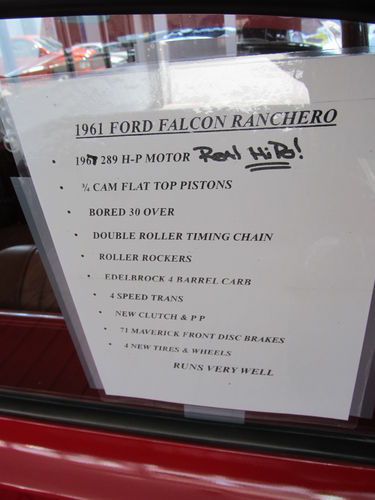 1961 FORD FALCON RANCHERO
• 1967 289 H-P MOTOR Real HiPo!
• ¾ CAM FLAT TOP PISTONS
• BORED 30 OVER
• DOUBLE ROLLER TIMING CHAIN
• ROLLER ROCKERS
• EDELBROCK 4 BARREL CARB
• 4 SPEED TRANS
• NEW CLUTCH & P P
• 71 MAVERICK FRONT DISC BRAKES
• 4 NEW TIRES & WHEELS
RUNS VERY WELL